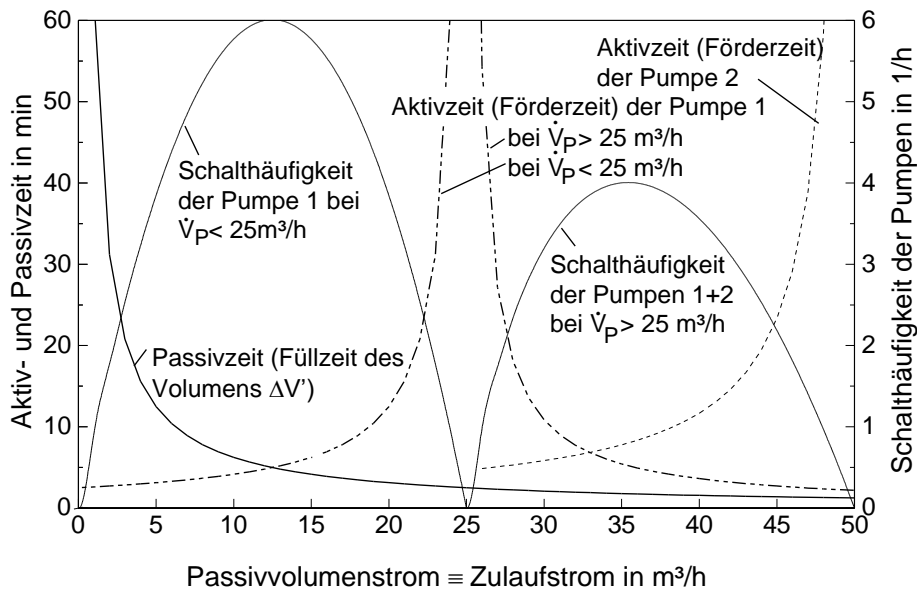 60
50
40
30
20
10
0
Aktiv- und Passivzeit in min
6
5
4
3
2
1
0
Schalthäufigkeit der Pumpen in 1/h
Aktivzeit (Förderzeit)
der Pumpe 2
Aktivzeit (Förderzeit) der Pumpe 1
bei V̇P> 25 m³/h
bei V̇P< 25 m³/h
Schalthäufigkeit
der Pumpe 1 bei
V̇P< 25m³/h
Schalthäufigkeit
der Pumpen 1+2
bei V̇P> 25 m³/h
Passivzeit (Füllzeit des
Volumens ΔV’)
0 5 10 15 20 25 30 35 40 45 50
Passivvolumenstrom ≡ Zulaufstrom in m³/h